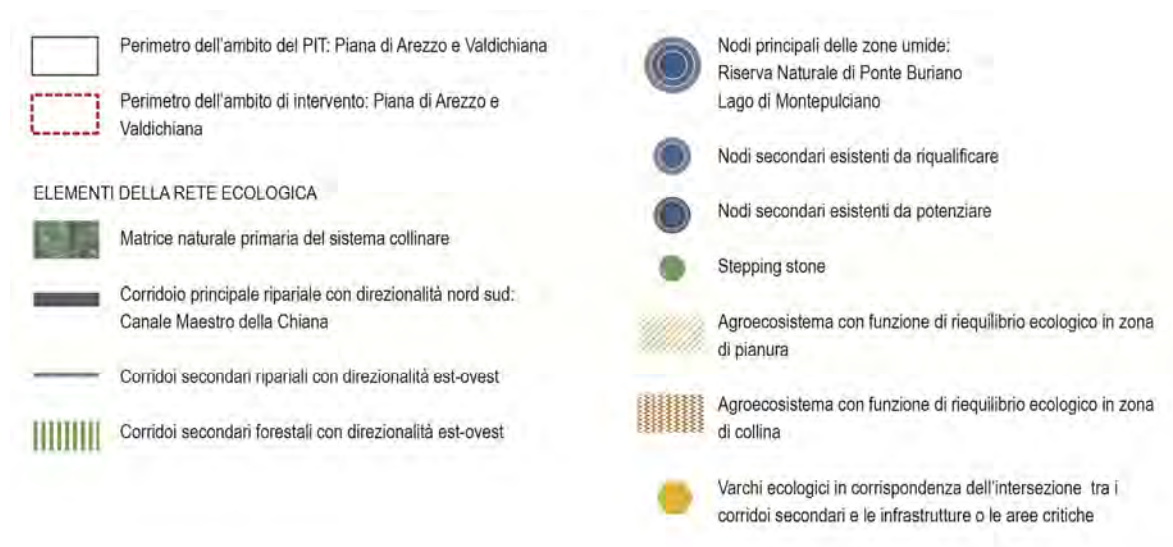 Perimetro dell'ambito del PIT: Piana di Arezzo e Valdichiana
Perimetro dell'ambito di intervento: Piana di Arezzo e
Valdichiana
ELEMENTI DELLA RETE ECOLOGICA
Matrice naturale primaria del sistema collinare
Corridoio principale ripariale con direzionalità nord sud:
Canale Maestro della Chiana
Corridoi secondari ripariali con direzionalità est-ovest
Corridoi secondari forestali con direzionalità est-ovest
Nodi principali delle zone umide:
Riserva Naturale di Ponte Buriano
Lago di Montepulciano
Nodi secondari esistenti da riqualificare
Nodi secondari esistenti da potenziare
Stepping stone
Agroecosistema con funzione di riequilibrio ecologico in zona
di pianura
Agroecosistema con funzione di riequilibrio ecologico in zona
di collina
Varchi ecologici in corrispondenza dell'intersezione tra i
corridoi secondari e le infrastrutture o le aree critiche